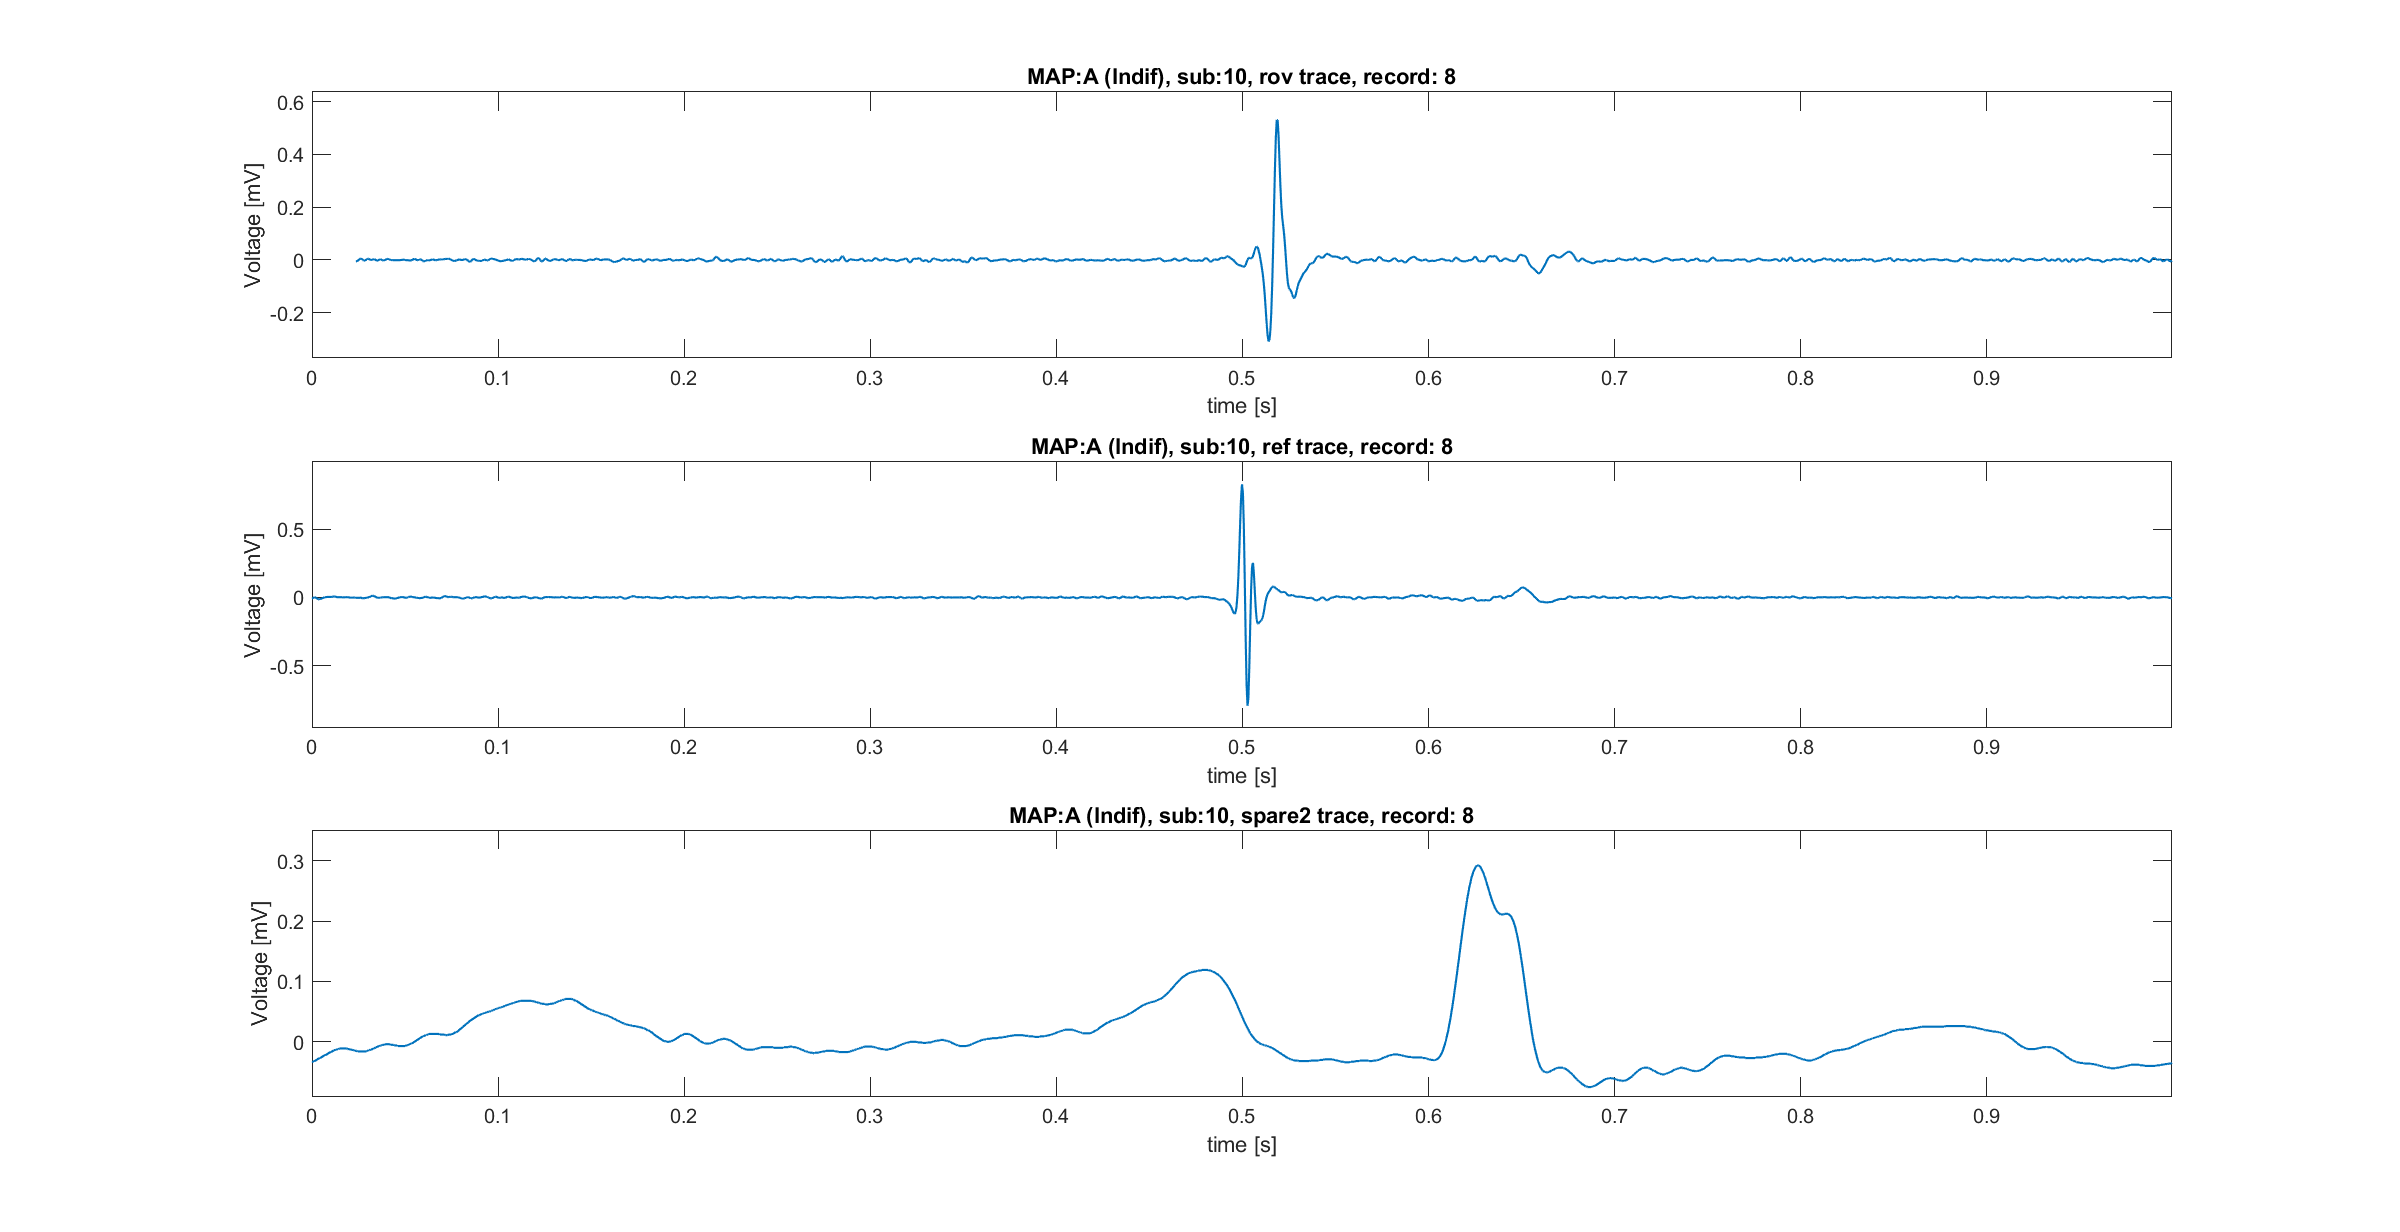 MAP:A (Indif), sub:10, rov trace, record: 8
0.6
0.4
0.2
0
-0.2
Voltage [mV]
0 0.1 0.2 0.3 0.4 0.5 0.6 0.7 0.8 0.9
time [s]
MAP:A (Indif), sub:10, ref trace, record: 8
0.5
0
-0.5
Voltage [mV]
0 0.1 0.2 0.3 0.4 0.5 0.6 0.7 0.8 0.9
time [s]
MAP:A (Indif), sub:10, spare2 trace, record: 8
0.3
0.2
0.1
0
Voltage [mV]
0 0.1 0.2 0.3 0.4 0.5 0.6 0.7 0.8 0.9
time [s]